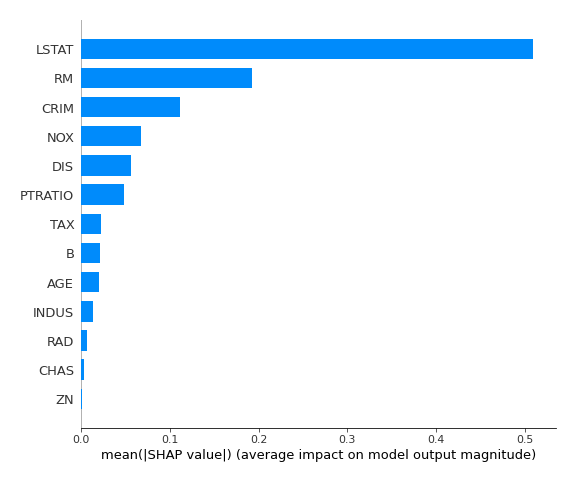 LSTAT
RM
CRIM
NOX
DIS
PTRATIO
TAX
B
AGE
INDUS
RAD
CHAS
ZN
0.0 0.1 0.2 0.3 0.4 0.5
mean(|SHAP value|) (average impact on model output magnitude)